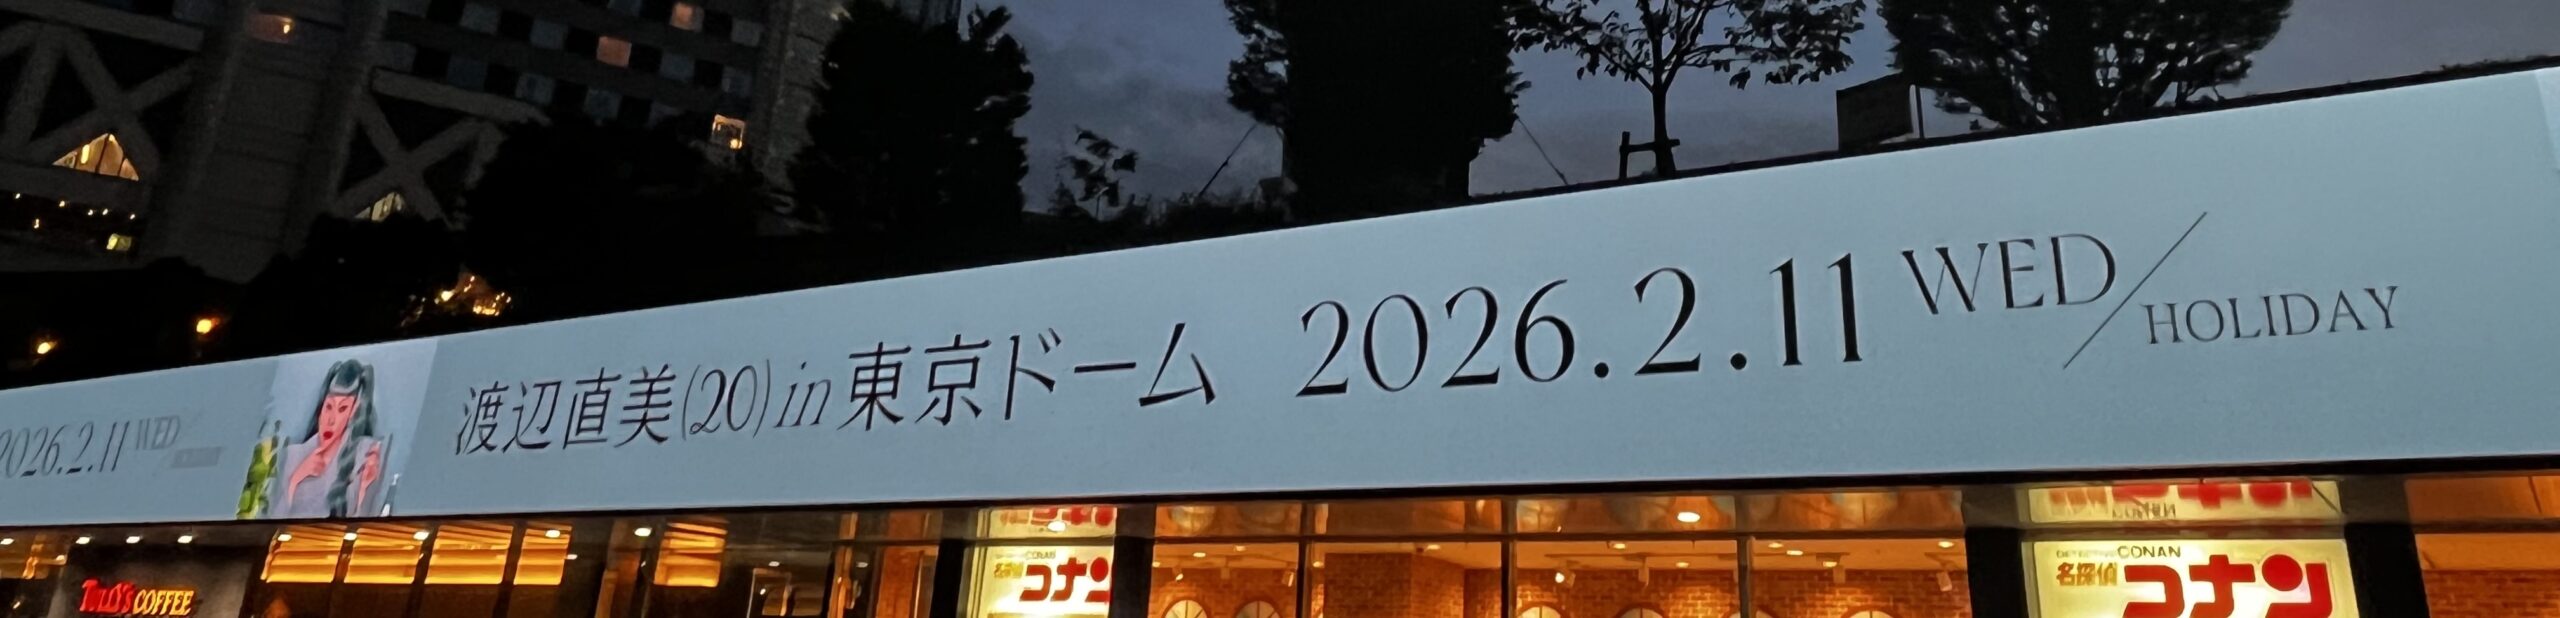 渡辺直美(20) in 東京ドーム 2026.2.11 WED/HOLIDAY
2026.2.11 WED
TULLY'S COFFEE
CONAN
名探偵
コナン
CONAN
名探偵
コナン